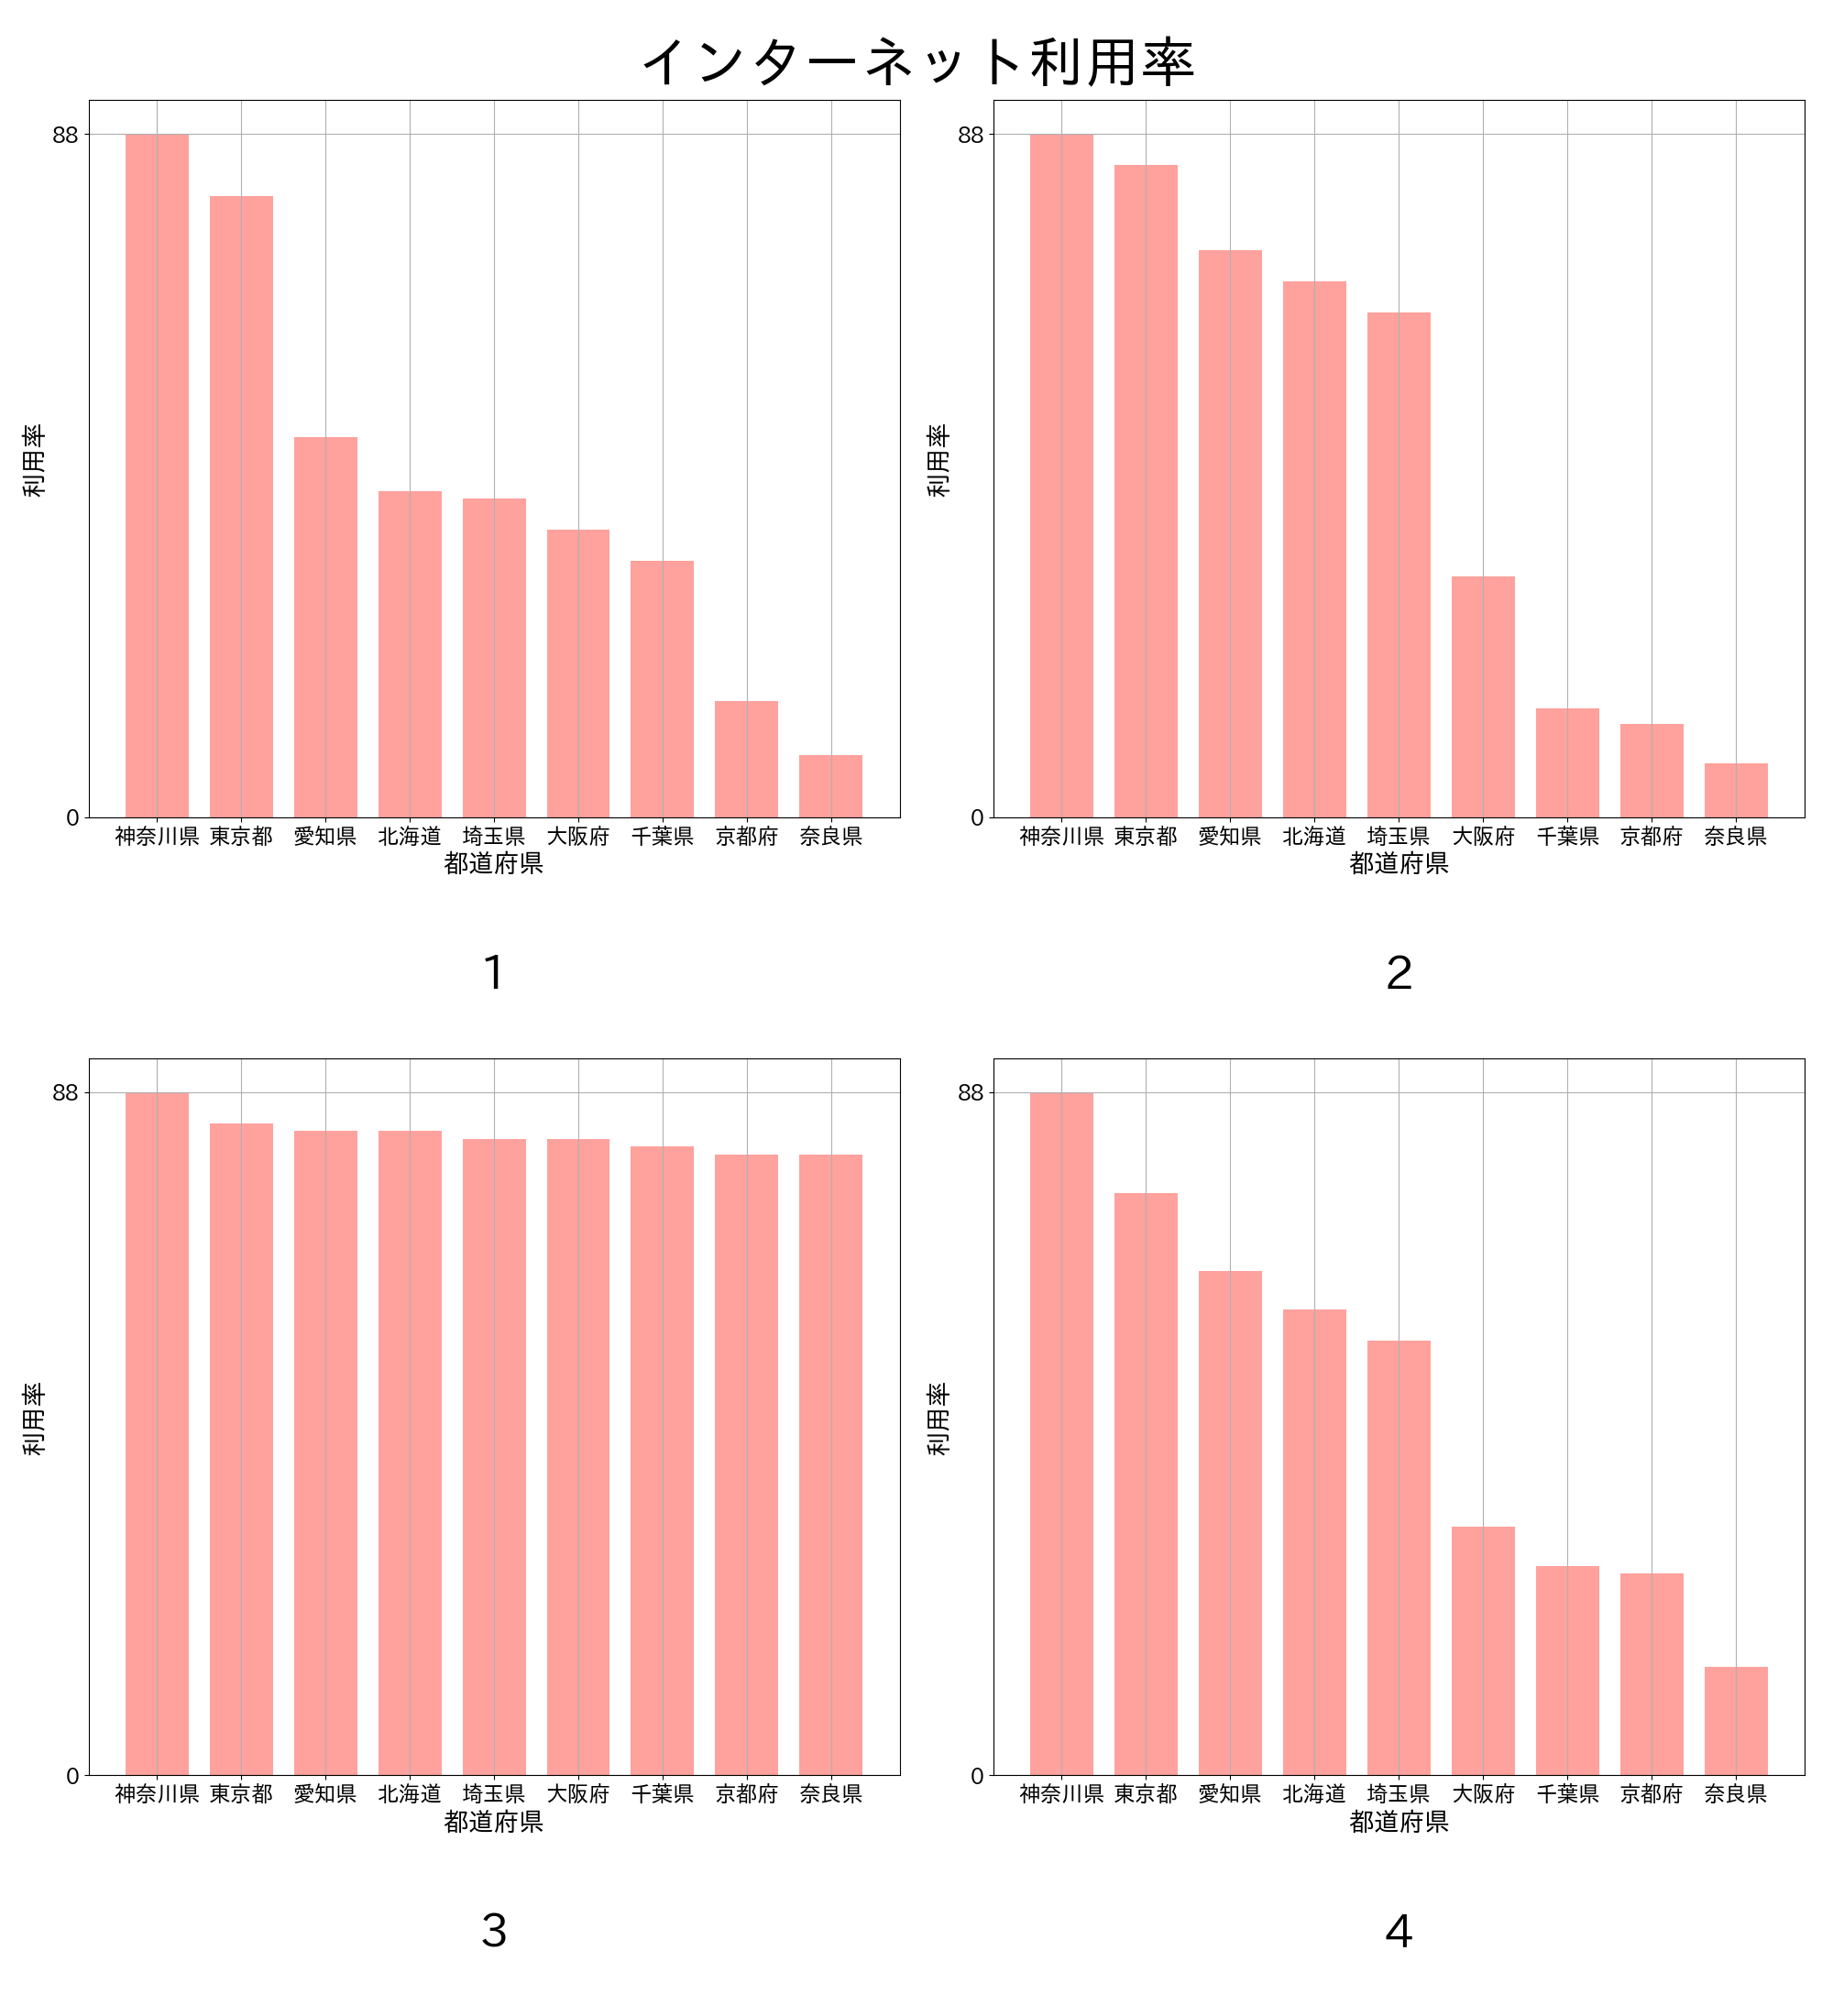 インターネット利用率
88
0
利用率
神奈川県 東京都 愛知県 北海道 埼玉県 大阪府 千葉県 京都府 奈良県
都道府県
1
88
0
利用率
神奈川県 東京都 愛知県 北海道 埼玉県 大阪府 千葉県 京都府 奈良県
都道府県
2
88
0
利用率
神奈川県 東京都 愛知県 北海道 埼玉県 大阪府 千葉県 京都府 奈良県
都道府県
3
88
0
利用率
神奈川県 東京都 愛知県 北海道 埼玉県 大阪府 千葉県 京都府 奈良県
都道府県
4